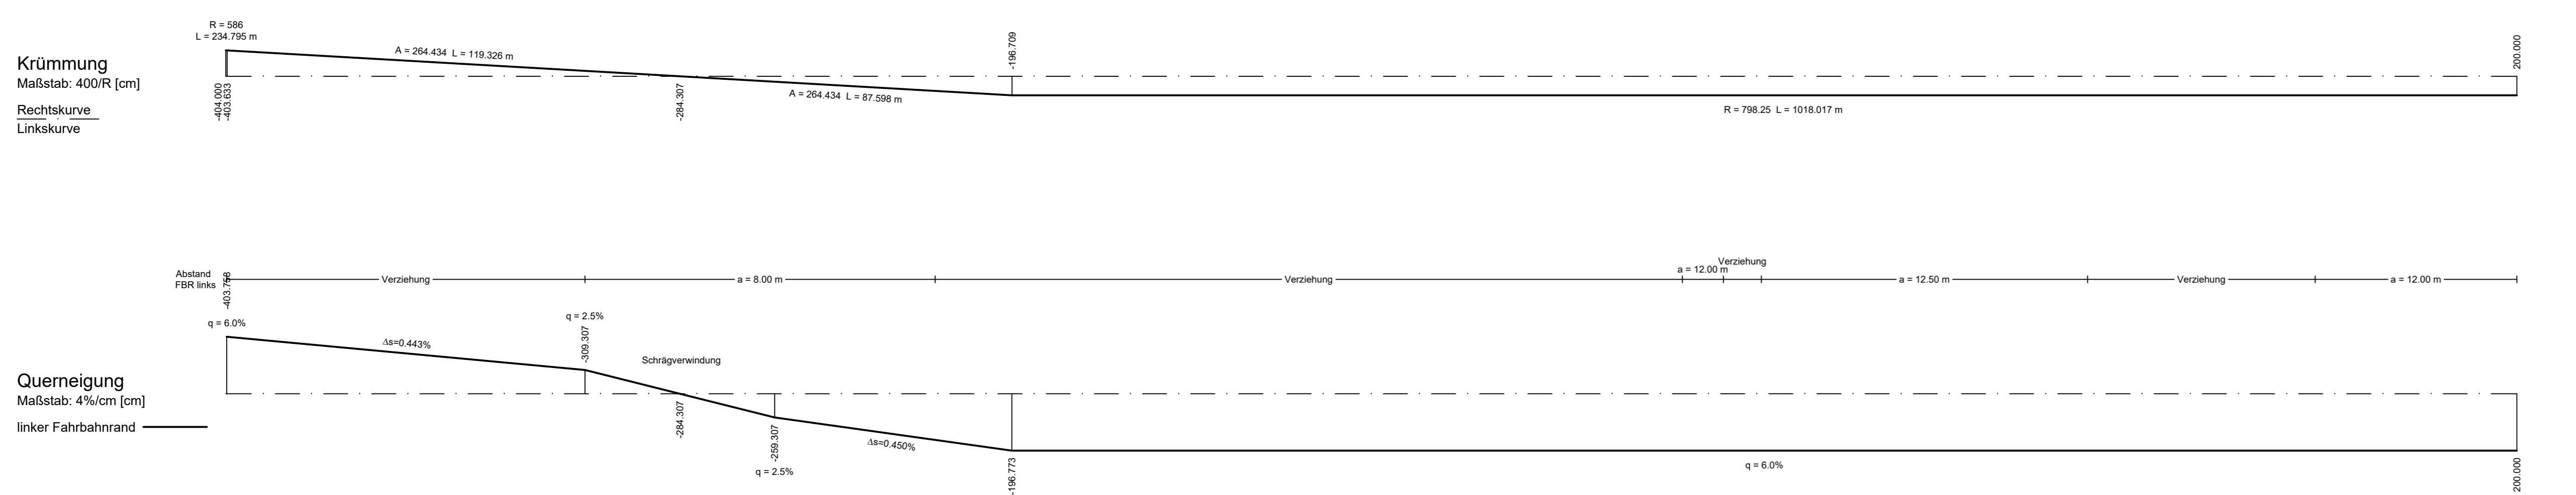 R = 586
L = 234.795 m
A = 264.434 L = 119.326 m
-196.709
200.000
Krümmung
Maßstab: 400/R [cm]
Rechtskurve
Linkskurve
-404.000
-403.633
-284.307
A = 264.434 L = 87.598 m
R = 798.25 L = 1018.017 m
Abstand
FBR links
Verziehung
a = 8.00 m
Verziehung
a = 12.00 m
Verziehung
a = 12.50 m
Verziehung
a = 12.00 m
q = 6.0%
q = 2.5%
Δs=0.443%
-309.307
Schrägverwindung
Querneigung
Maßstab: 4%/cm [cm]
linker Fahrbahnrand
-284.307
-259.307
q = 2.5%
Δs=0.450%
-196.773
q = 6.0%
200.000